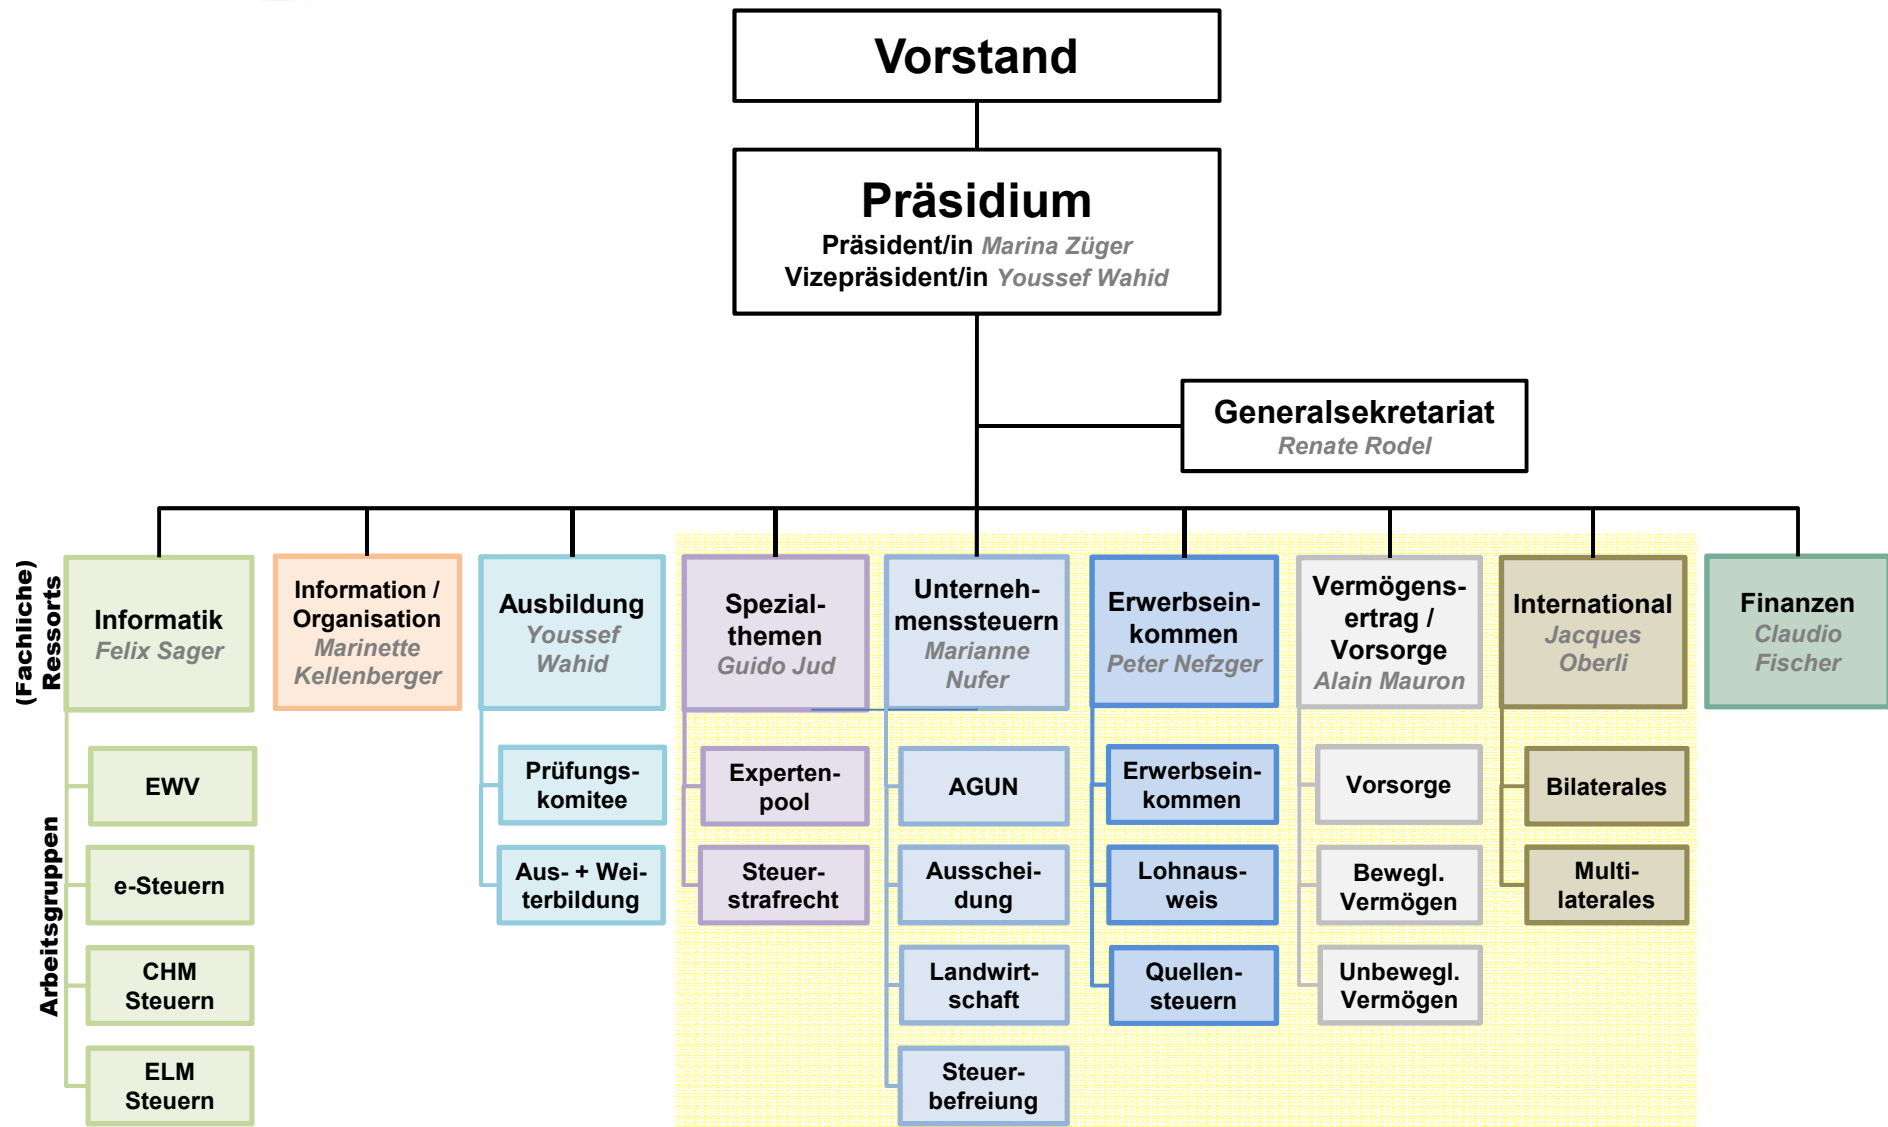 Vorstand
Präsidium
Präsident/in Marina Züger
Vizepräsident/in Youssef Wahid
Generalsekretariat
Renate Rodel
(Fachliche)
Ressorts
Informatik
Felix Sager
Information /
Organisation
Marinette
Kellenberger
Ausbildung
Youssef
Wahid
Spezial-
themen
Guido Jud
Unterneh-
menssteuern
Marianne
Nufer
Erwerbsein-
kommen
Peter Nefzger
Vermögens-
ertrag /
Vorsorge
Alain Mauron
International
Jacques
Oberli
Finanzen
Claudio
Fischer
Arbeitsgruppen
EWV
e-Steuern
CHM
Steuern
ELM
Steuern
Prüfungs-
komitee
Aus- + Wei-
terbildung
Experten-
pool
Steuer-
strafrecht
AGUN
Ausschei-
dung
Landwirt-
schaft
Steuer-
befreiung
Erwerbsein-
kommen
Lohnaus-
weis
Quellen-
steuern
Vorsorge
Bewegl.
Vermögen
Unbewegl.
Vermögen
Bilaterales
Multi-
laterales